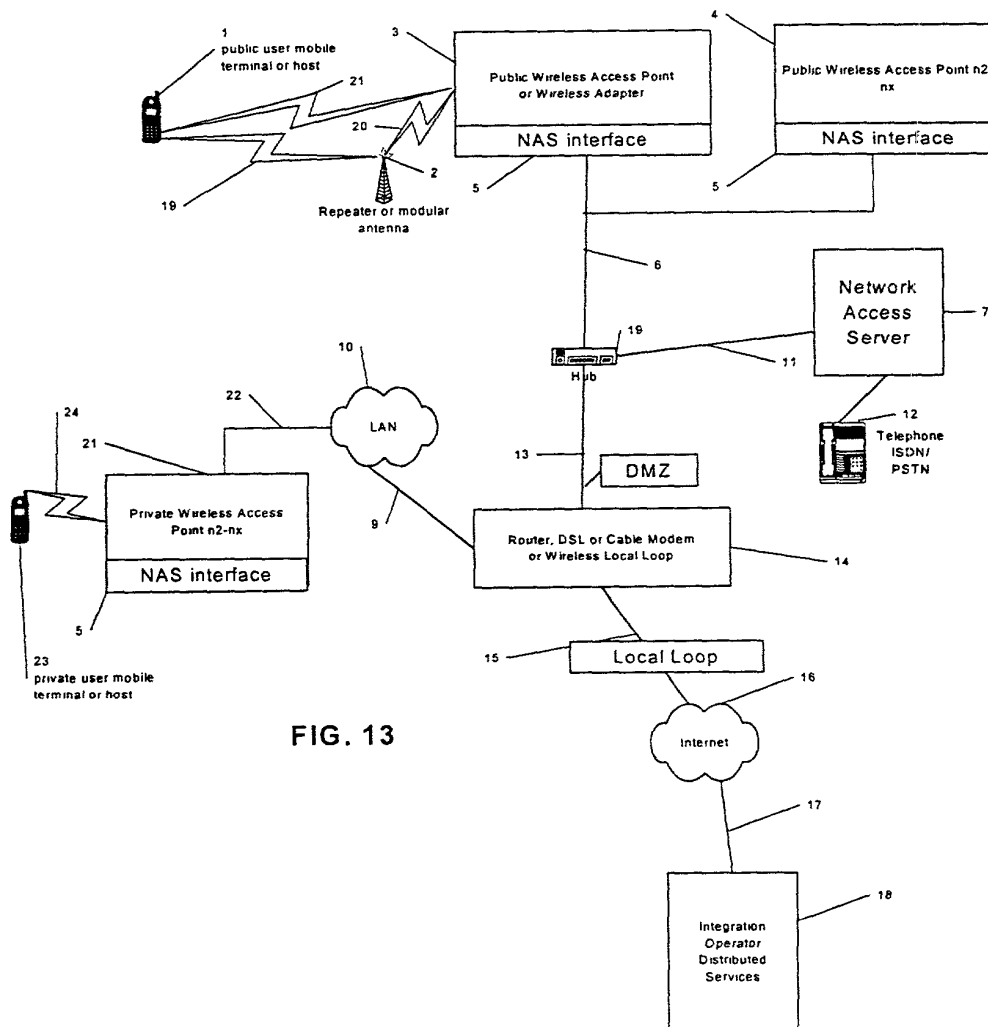 1
public user mobile
terminal or host
21
20
19
2
Repeater or modular
antenna
3
Public Wireless Access Point
or Wireless Adapter
NAS interface
5
4
Public Wireless Access Point n2-
nx
NAS interface
5
6
19
Hub
11
Network
Access
Server
7
12
Telephone
ISDN/
PSTN
10
LAN
22
24
21
Private Wireless Access
Point n2-nx
NAS interface
5
23
private user mobile
terminal or host
9
13
DMZ
Router, DSL or Cable Modem
or Wireless Local Loop
14
15
Local Loop
16
Internet
17
18
Integration
Operator
Distributed
Services
FIG. 13